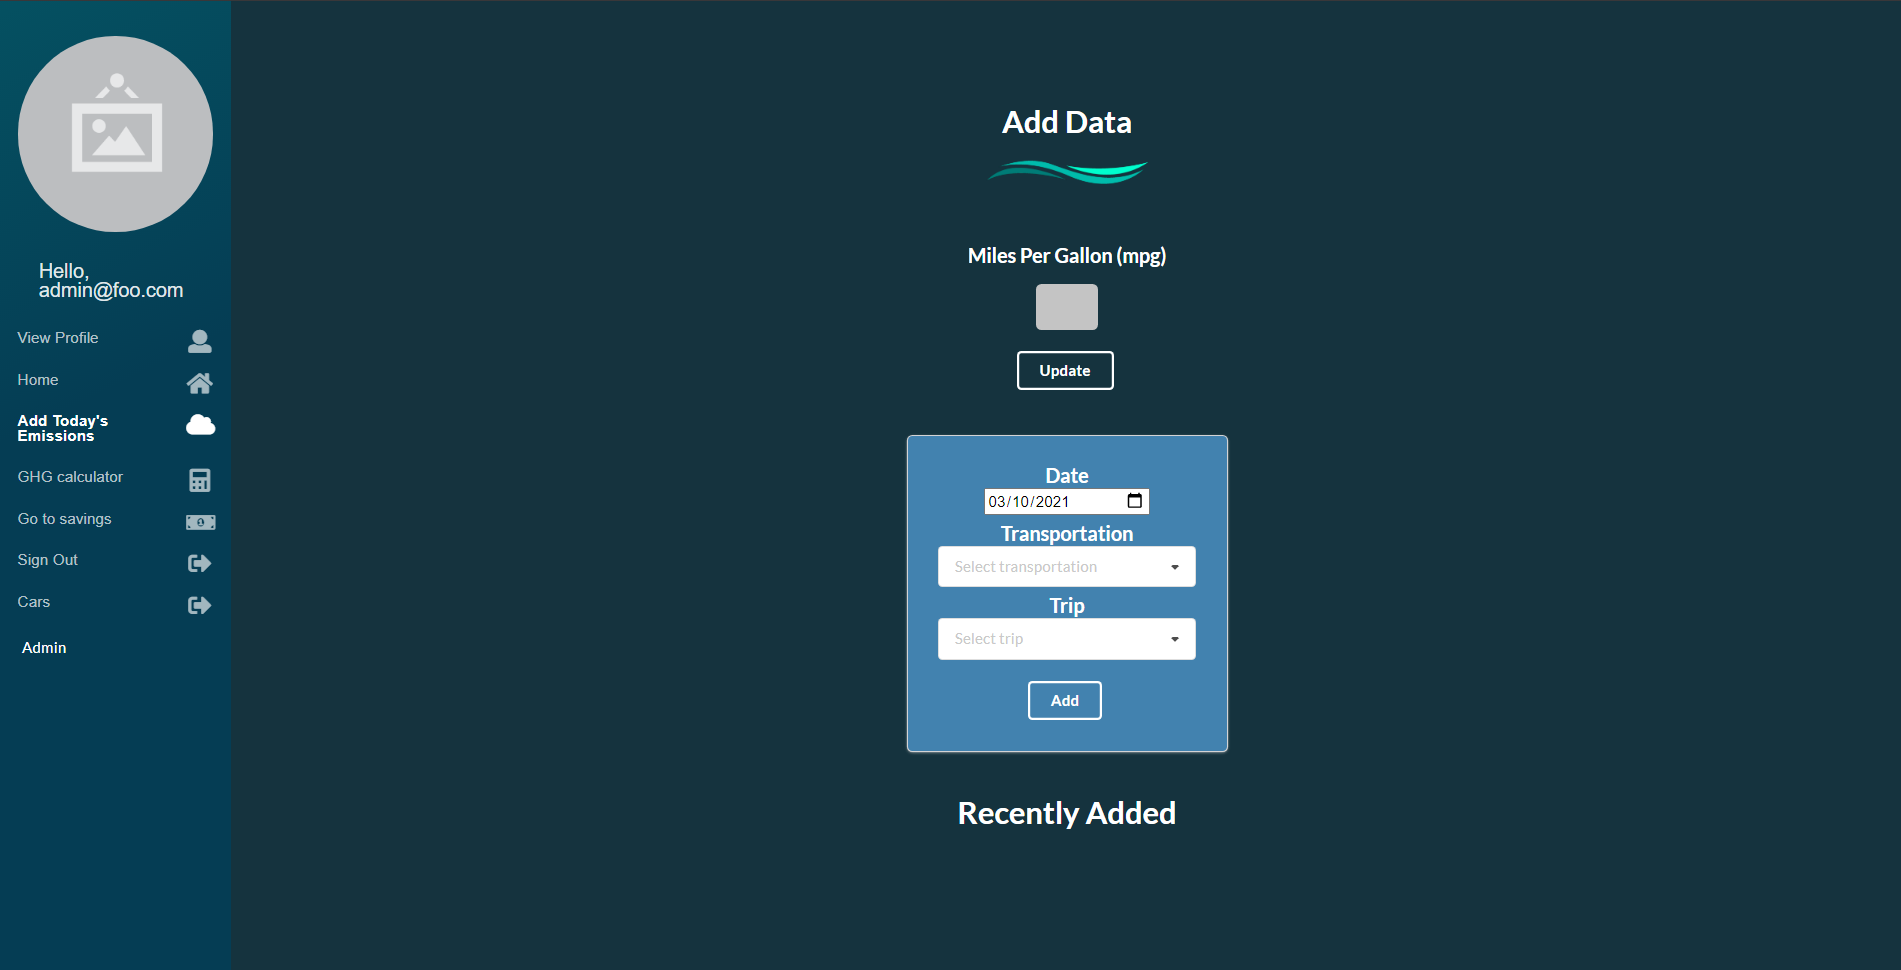 Hello,
admin@foo.com
View Profile
Home
Add Today's
Emissions
GHG calculator
Go to savings
Sign Out
Cars
Admin
Add Data
Miles Per Gallon (mpg)
Update
Date
03/10/2021
Transportation
Select transportation
Trip
Select trip
Add
Recently Added